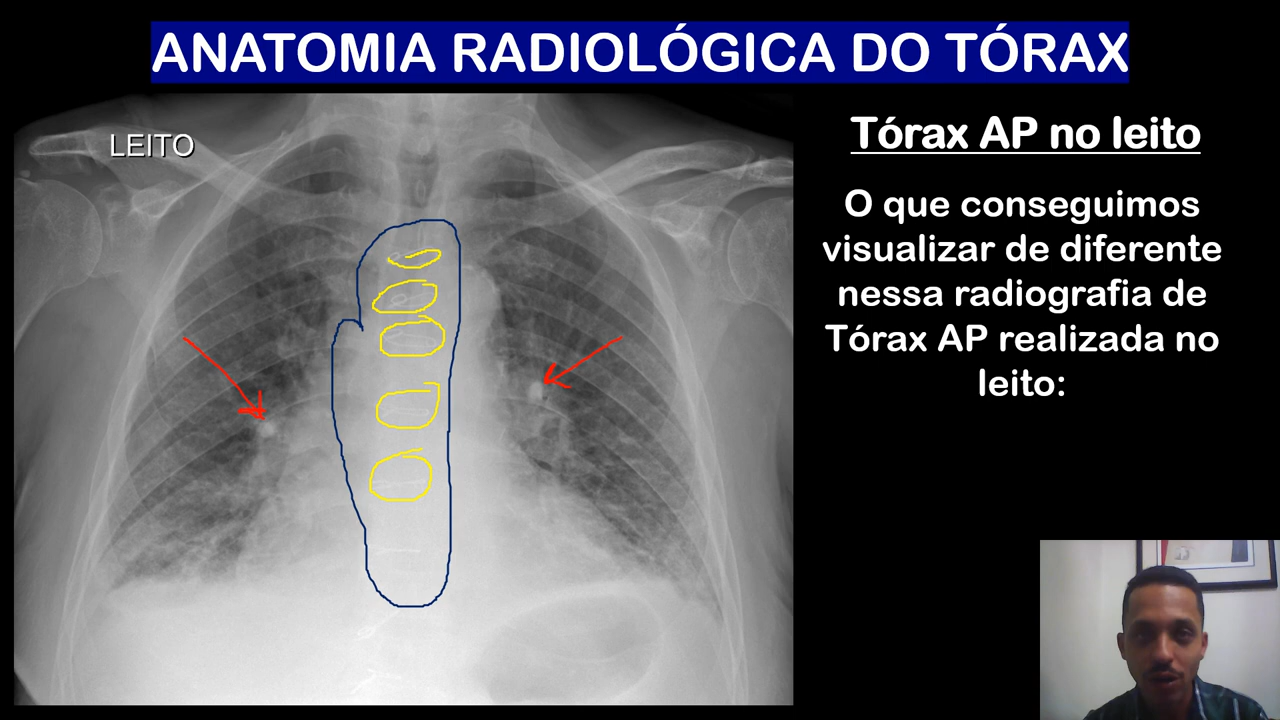 ANATOMIA RADIOLÓGICA DO TÓRAX
LEITO
Tórax AP no leito
O que conseguimos
visualizar de diferente
nessa radiografia de
Tórax AP realizada no
leito: